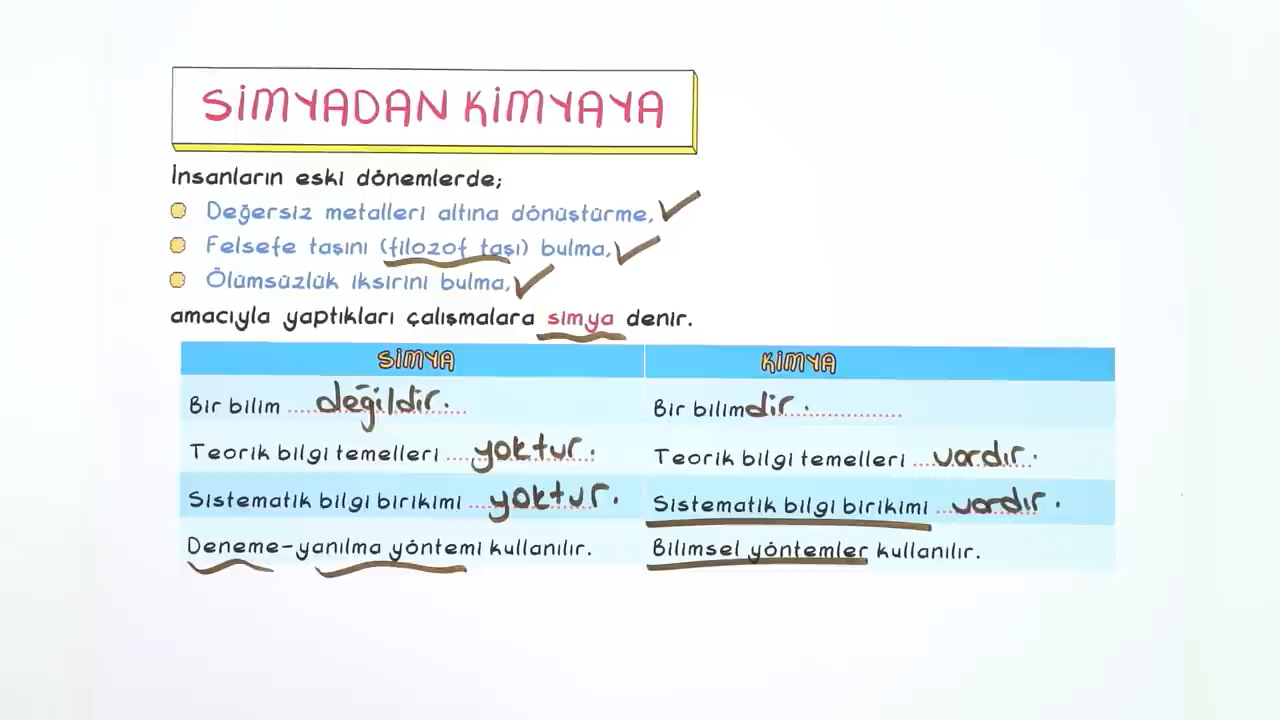 SİMYADAN KİMYAYA
İnsanların eski dönemlerde;
Değersiz metalleri altına dönüştürme,
Felsefe taşını (filozof taşı) bulma,
Ölümsüzlük iksirini bulma,
amacıyla yaptıkları çalışmalara simya denir.
SİMYA KİMYA
Bir bilim değildir. Bir bilimdir.
Teorik bilgi temelleri yoktur. Teorik bilgi temelleri vardır.
Sistematik bilgi birikimi yoktur. Sistematik bilgi birikimi vardır.
Deneme-yanılma yöntemi kullanılır. Bilimsel yöntemler kullanılır.